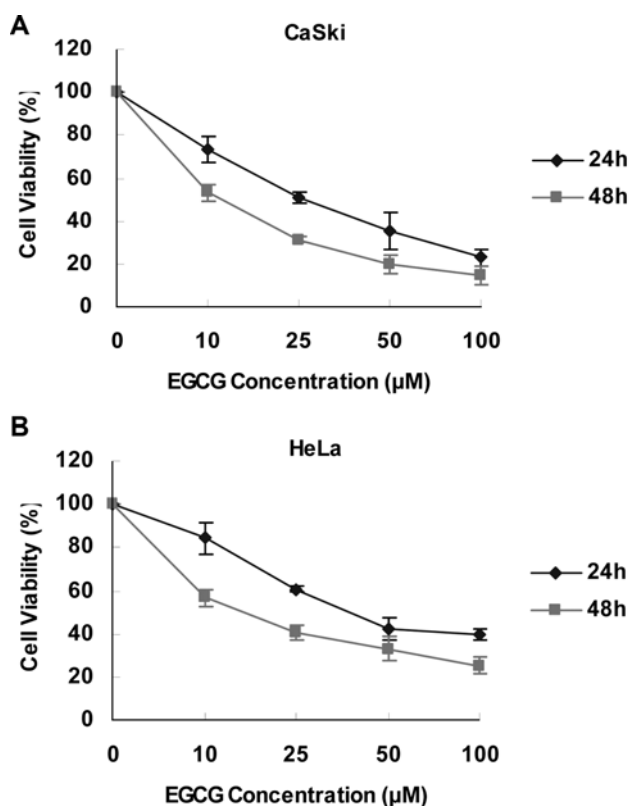 A
CaSki
120
100
80
60
40
20
0
Cell Viability (%)
0 10 25 50 100
EGCG Concentration (μM)
24h
48h
B
HeLa
120
100
80
60
40
20
0
Cell Viability (%)
0 10 25 50 100
EGCG Concentration (μM)
24h
48h